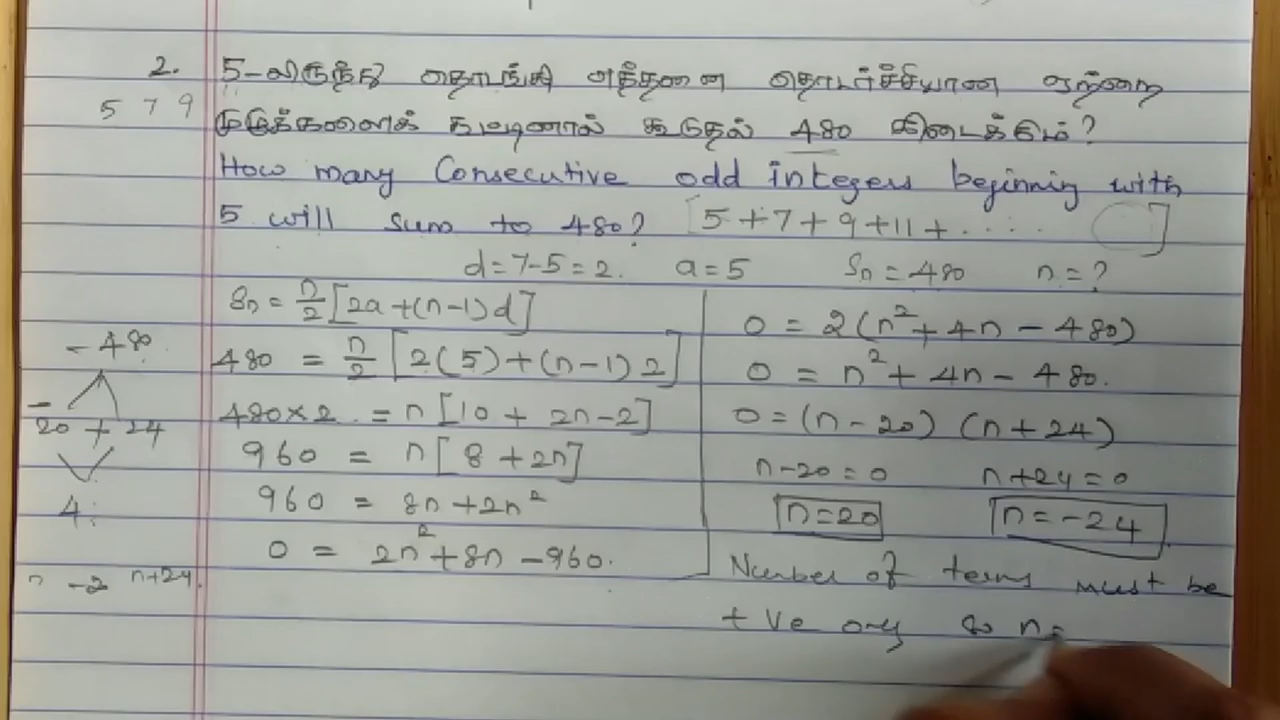 2. 5-லிருந்து தொடங்கி எத்தனை தொடர்ச்சியான ஒற்றை
5 7 9 முழுக்களைக் கூட்டினால் கூடுதல் 480 கிடைக்கும்?
How many Consecutive odd integers beginning with
5 will sum to 480? [5 + 7 + 9 + 11 + ..... ]
d = 7-5 = 2. a = 5 Sn = 480 n = ?
Sn = n/2 [2a + (n-1) d]
480 = n/2 [2(5) + (n-1) 2]
480 × 2 = n [10 + 2n - 2]
960 = n [8 + 2n]
960 = 8n + 2n²
0 = 2n² + 8n - 960.
- 480
- 20 + 24
4
n -2 n+24
0 = 2(n² + 4n - 480)
0 = n² + 4n - 480.
0 = (n - 20) (n + 24)
n - 20 = 0 n + 24 = 0
n = 20 n = -24
Number of terms must be
+ve only so n =